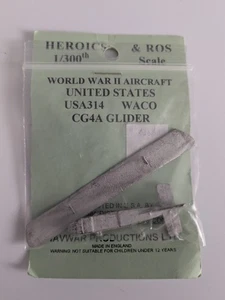 HEROICS & ROS
1/300th Scale
WORLD WAR II AIRCRAFT
UNITED STATES
USA314 WACO
CG4A GLIDER
NAVWAR PRODUCTIONS LTD
MADE IN ENGLAND
WARNING NOT SUITABLE FOR CHILDREN UNDER 12 YEARS